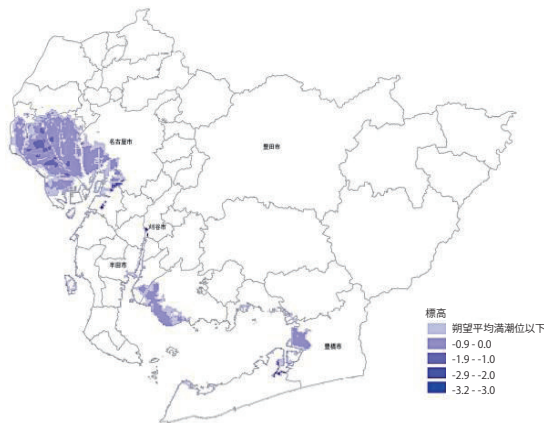 名古屋市
豊田市
刈谷市
半田市
豊橋市
標高
朔望平均満潮位以下
-0.9 - 0.0
-1.9 - -1.0
-2.9 - -2.0
-3.2 - -3.0